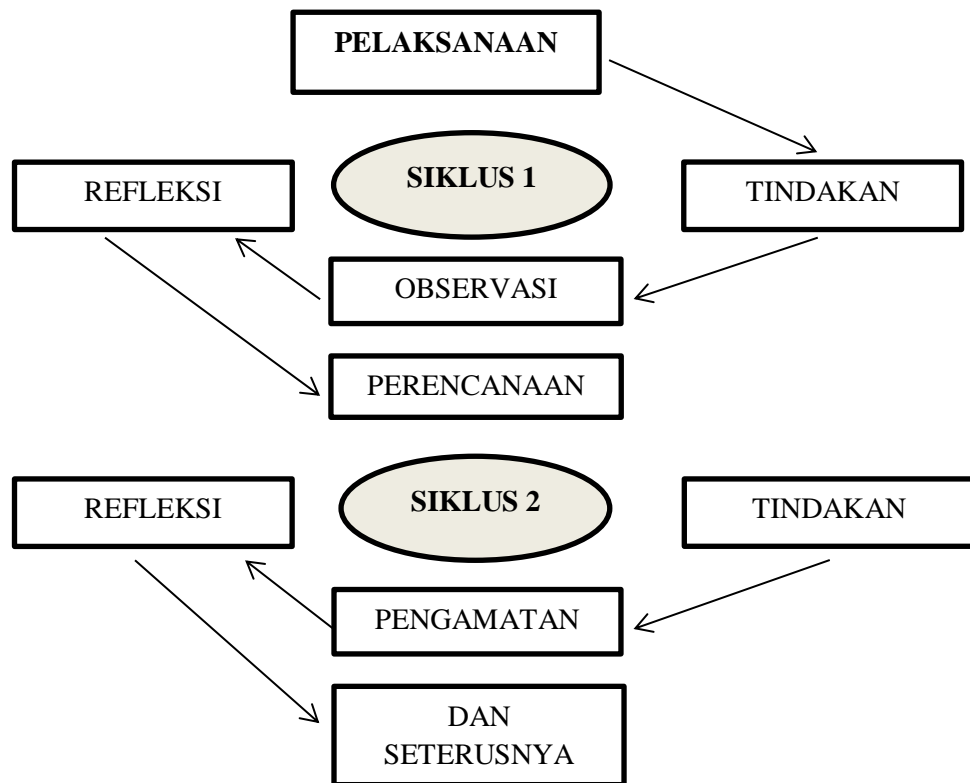 PELAKSANAAN
REFLEKSI
SIKLUS 1
TINDAKAN
OBSERVASI
PERENCANAAN
REFLEKSI
SIKLUS 2
TINDAKAN
PENGAMATAN
DAN
SETERUSNYA